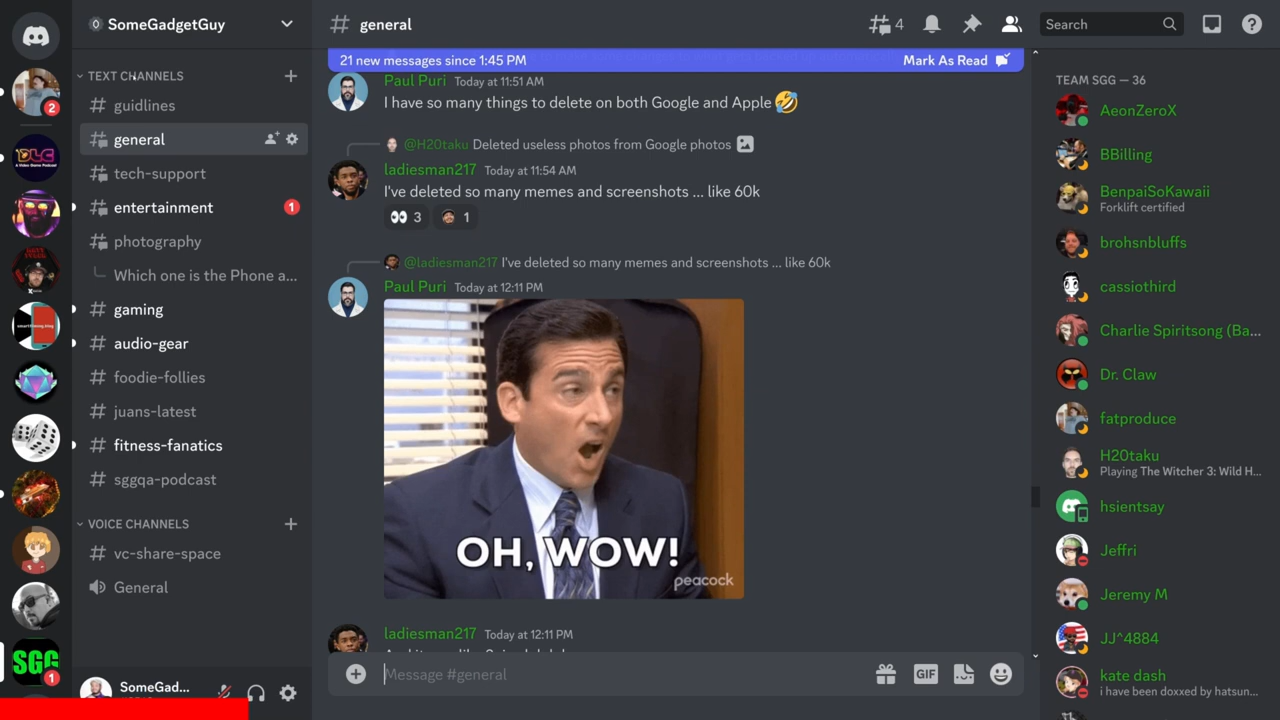 SomeGadgetGuy
TEXT CHANNELS
guidlines
general
tech-support
entertainment
1
photography
Which one is the Phone a...
gaming
audio-gear
foodie-follies
juans-latest
fitness-fanatics
sggqa-podcast
VOICE CHANNELS
vc-share-space
General
2
DLC
SGG
1
SomeGad...
general
4
Search
21 new messages since 1:45 PM
Mark As Read
Paul Puri Today at 11:51 AM
I have so many things to delete on both Google and Apple 🤣
@H20taku Deleted useless photos from Google photos
ladiesman217 Today at 11:54 AM
I've deleted so many memes and screenshots ... like 60k
👀 3
1
@ladiesman217 I've deleted so many memes and screenshots ... like 60k
Paul Puri Today at 12:11 PM
OH, WOW!
peacock
ladiesman217 Today at 12:11 PM
Message #general
GIF
TEAM SGG — 36
AeonZeroX
BBilling
BenpaiSoKawaii
Forklift certified
brohsnbluffs
cassiothird
Charlie Spiritsong (Ba...
Dr. Claw
fatproduce
H20taku
Playing The Witcher 3: Wild H...
hsientsay
Jeffri
Jeremy M
JJ^4884
kate dash
i have been doxxed by hatsun...